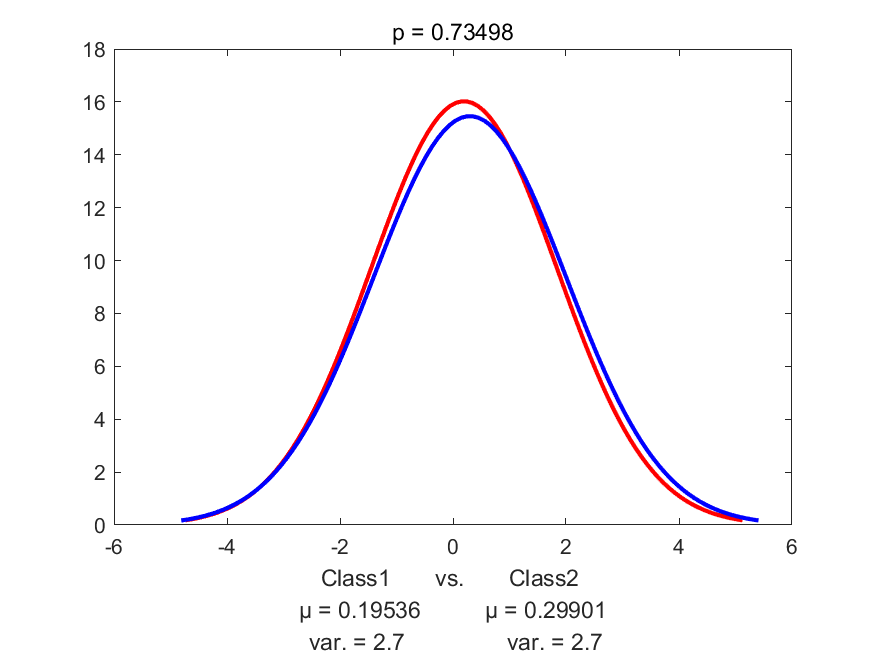 p = 0.73498
18
16
14
12
10
8
6
4
2
0
-6 -4 -2 0 2 4 6
Class1 vs. Class2
μ = 0.19536 μ = 0.29901
var. = 2.7 var. = 2.7